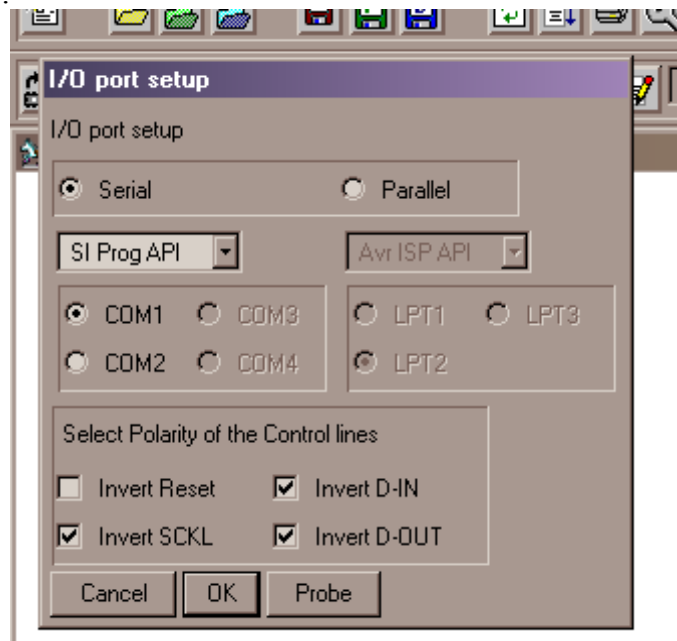 I/O port setup
I/O port setup
Serial Parallel
SI Prog API Avr ISP API
COM1 COM3 LPT1 LPT3
COM2 COM4 LPT2
Select Polarity of the Control lines
Invert Reset Invert D-IN
Invert SCKL Invert D-OUT
Cancel OK Probe